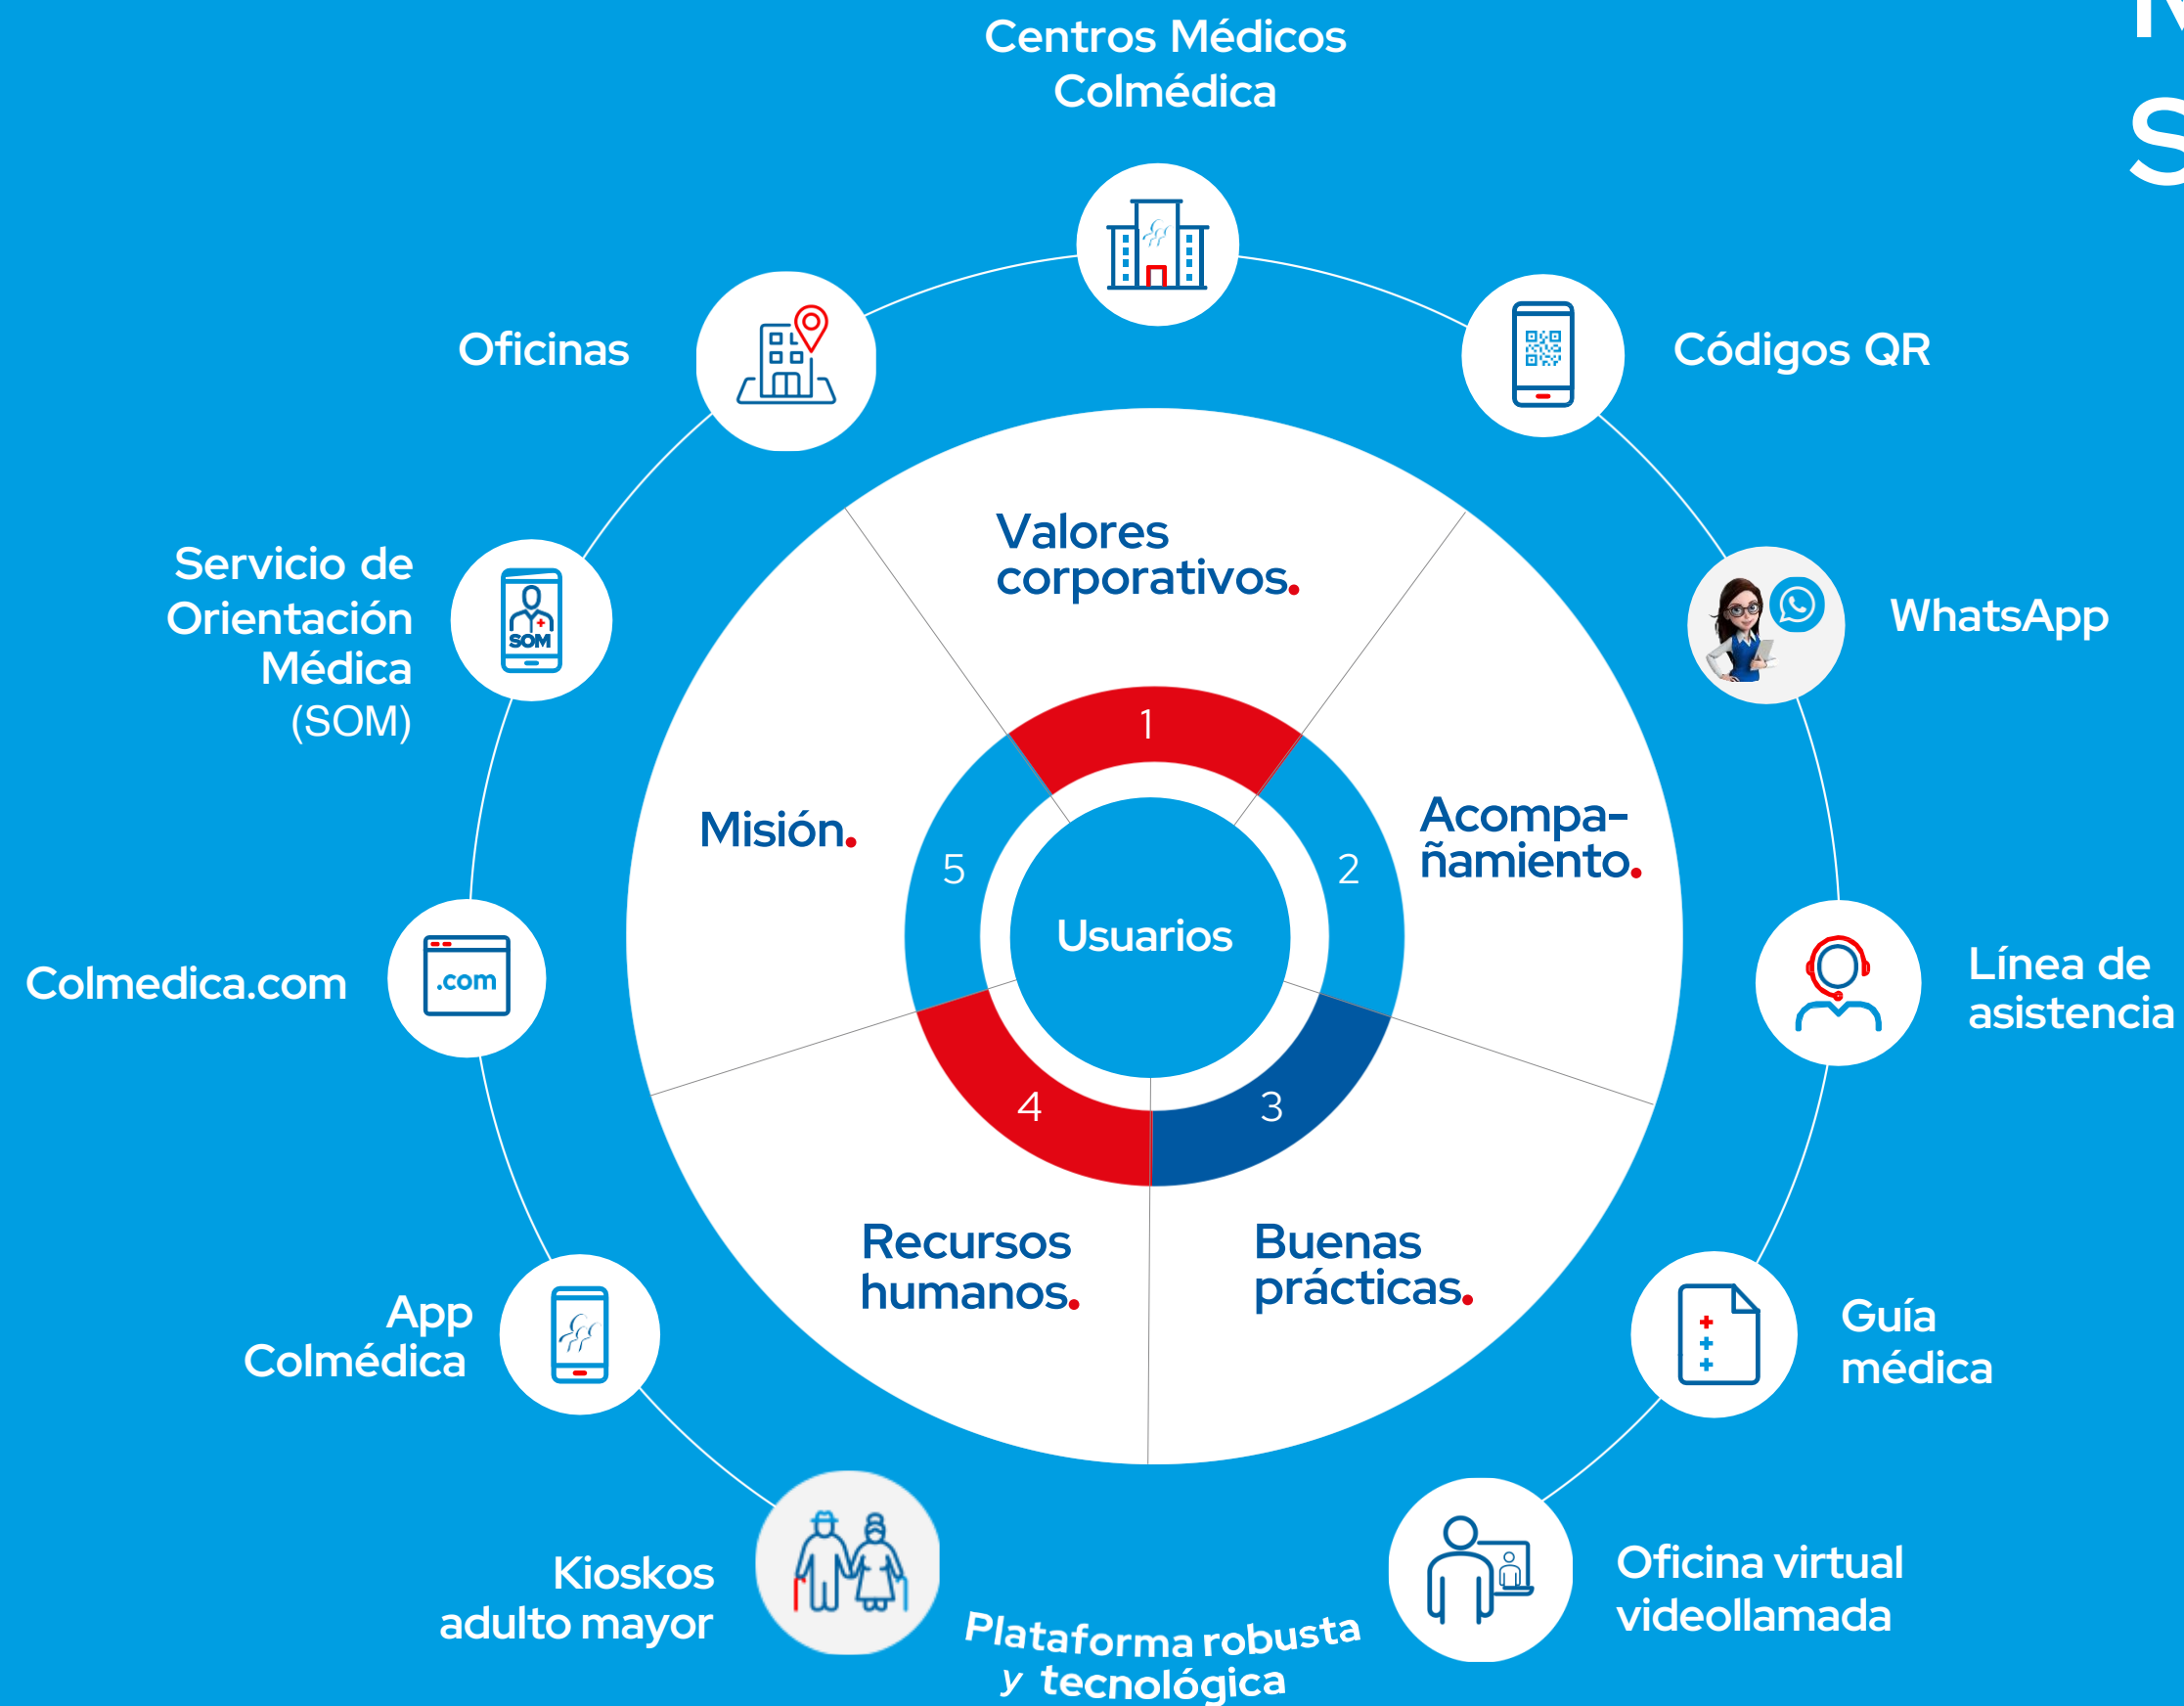 Centros Médicos
Colmédica
S
Oficinas
Códigos QR
Servicio de
Orientación
Médica
(SOM)
SOM
WhatsApp
Valores
corporativos.
1
Misión.
5
2
Acompa-
ñamiento.
Usuarios
Colmedica.com
.com
Línea de
asistencia
4
3
Recursos
humanos.
Buenas
prácticas.
App
Colmédica
Guía
médica
Kioskos
adulto mayor
Oficina virtual
videollamada
Plataforma robusta
y tecnológica